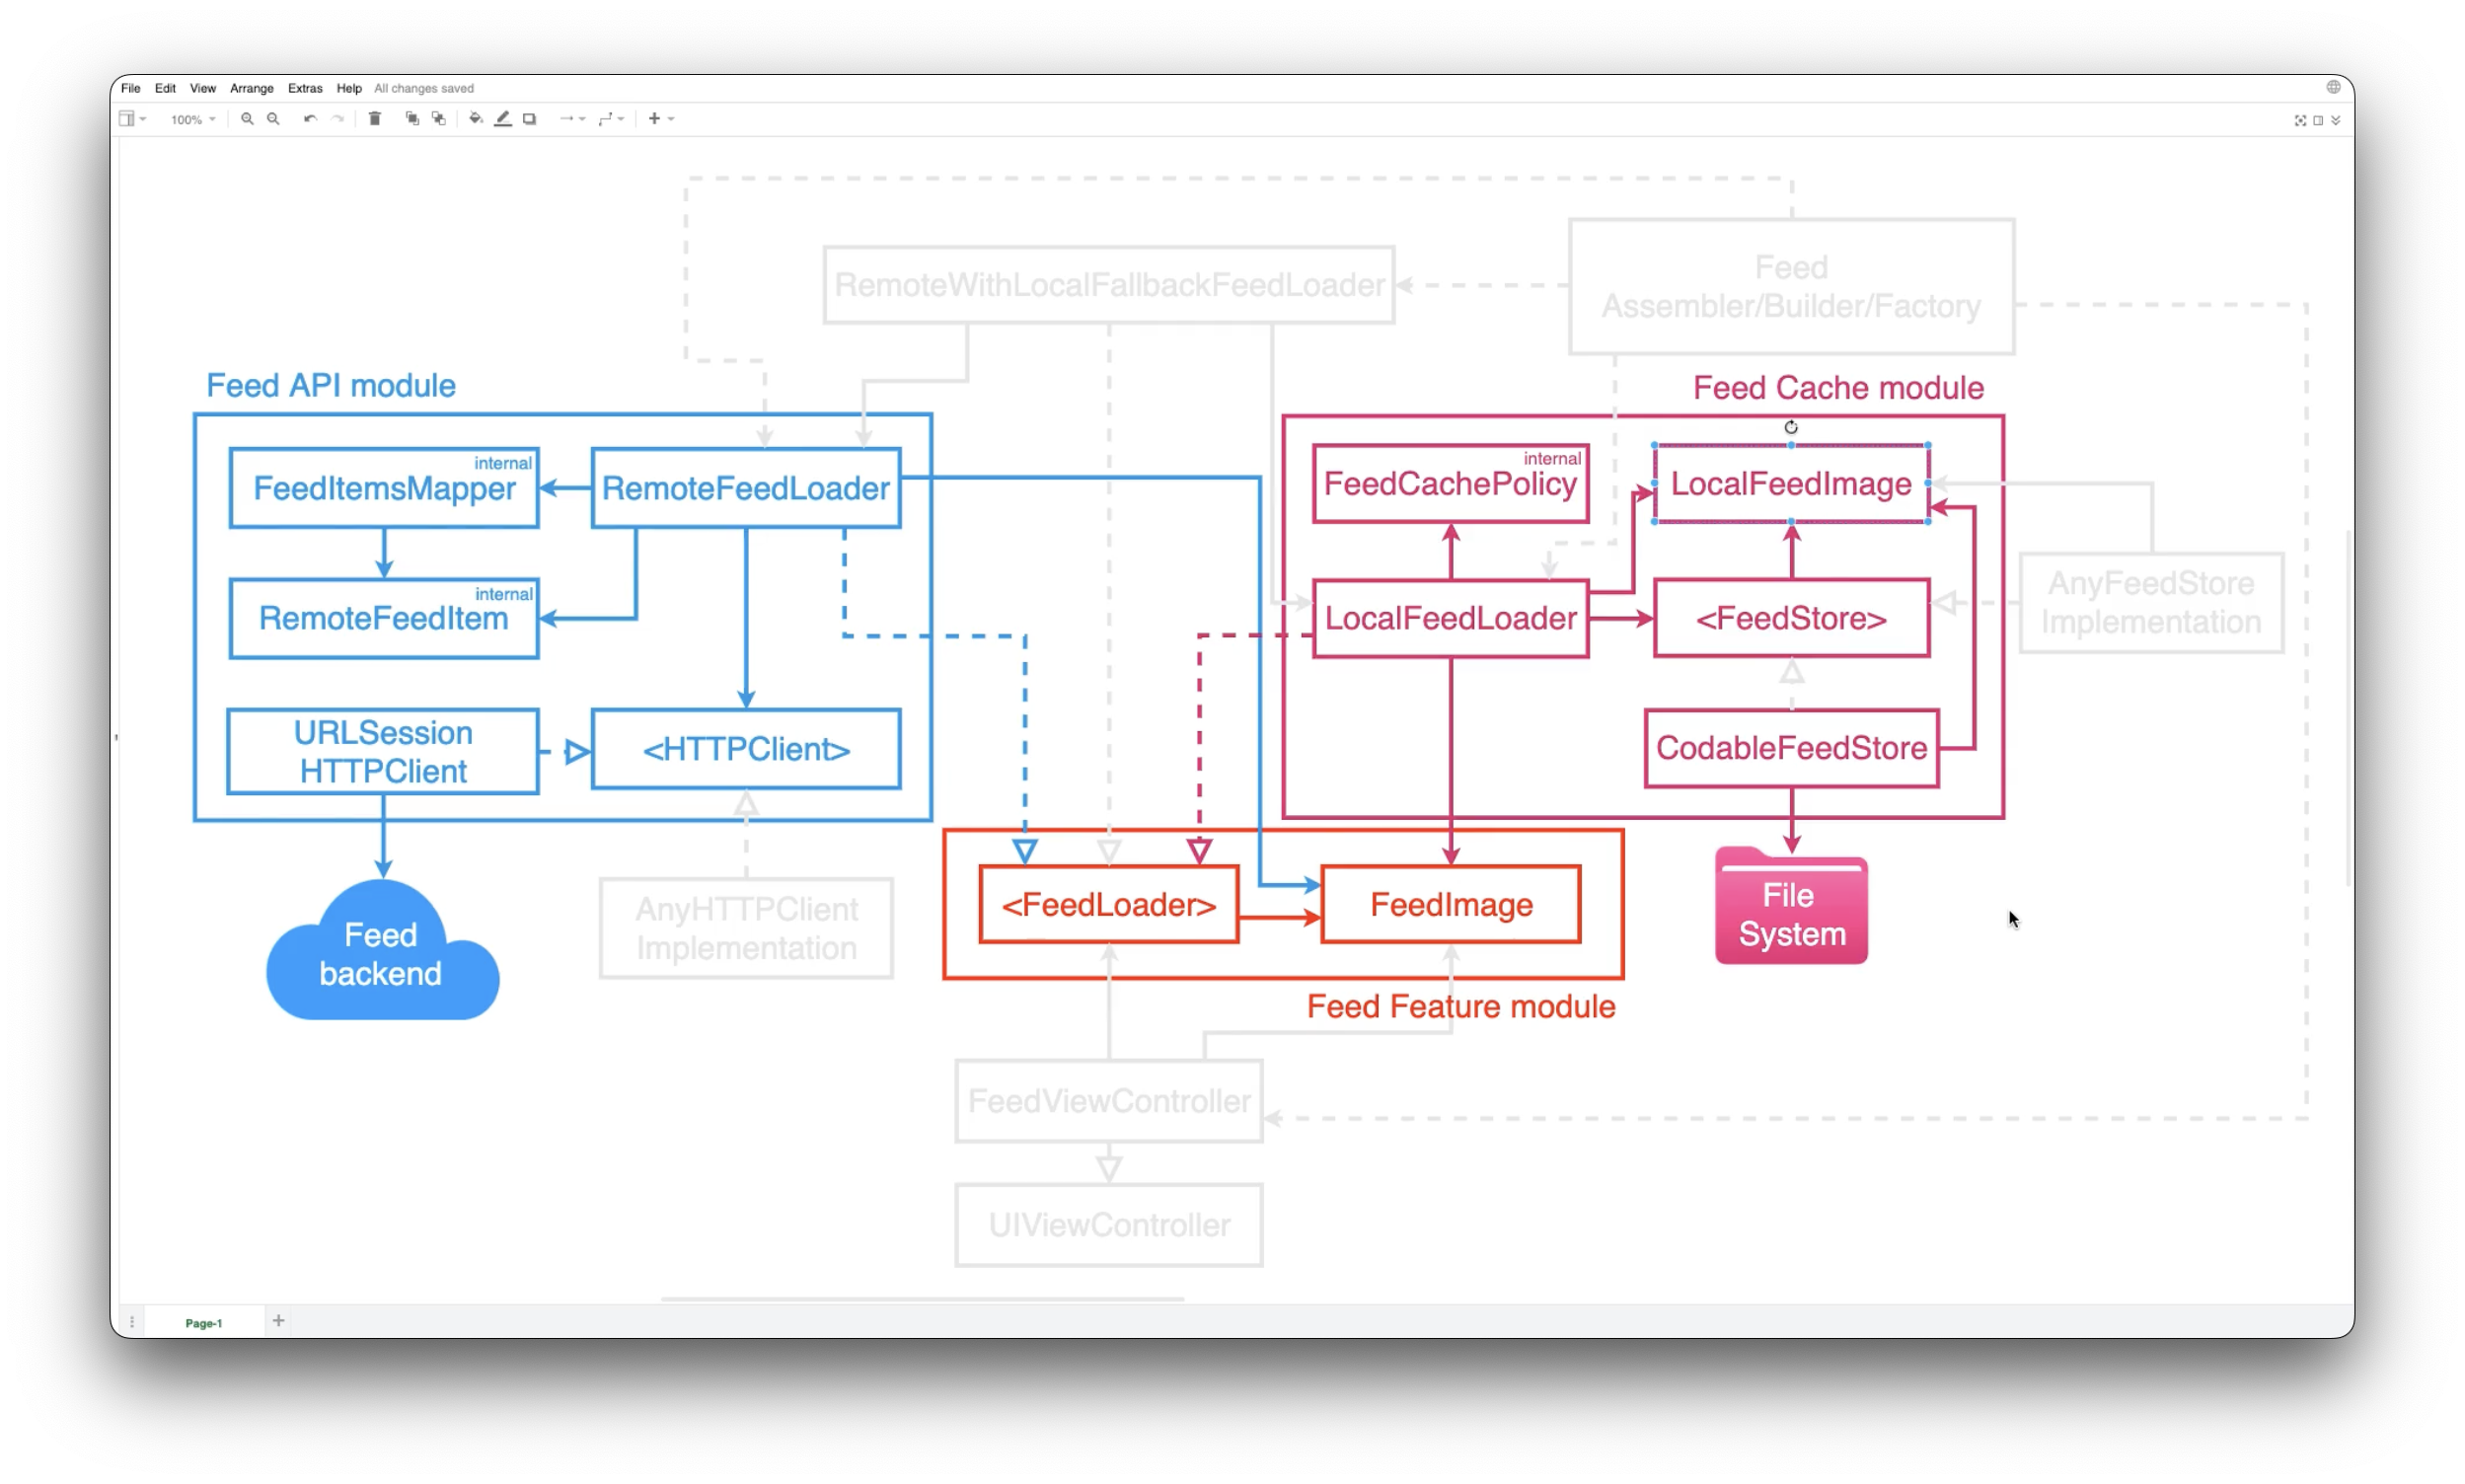 File Edit View Arrange Extras Help All changes saved
100%
RemoteWithLocalFallbackFeedLoader
Feed
Assembler/Builder/Factory
Feed API module
Feed Cache module
internal
FeedItemsMapper
RemoteFeedLoader
internal
FeedCachePolicy
LocalFeedImage
internal
RemoteFeedItem
LocalFeedLoader
<FeedStore>
AnyFeedStore
Implementation
URLSession
HTTPClient
<HTTPClient>
CodableFeedStore
AnyHTTPClient
Implementation
<FeedLoader>
FeedImage
File
System
Feed
backend
Feed Feature module
FeedViewController
UIViewController
Page-1